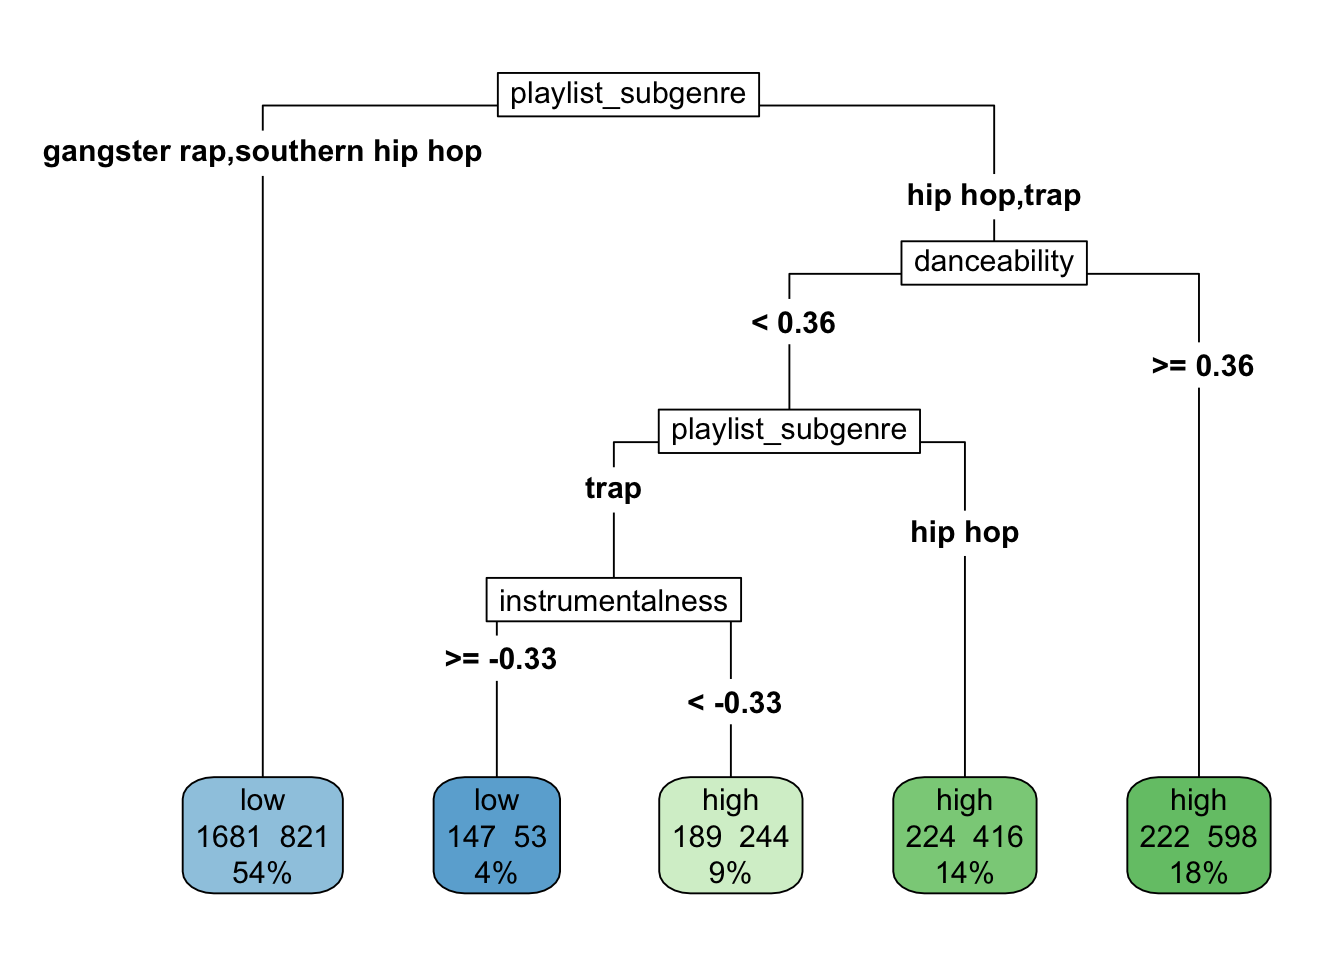 playlist_subgenre
gangster rap,southern hip hop
hip hop,trap
danceability
< 0.36
>= 0.36
playlist_subgenre
trap
hip hop
instrumentalness
>= -0.33
< -0.33
low
1681 821
54%
low
147 53
4%
high
189 244
9%
high
224 416
14%
high
222 598
18%